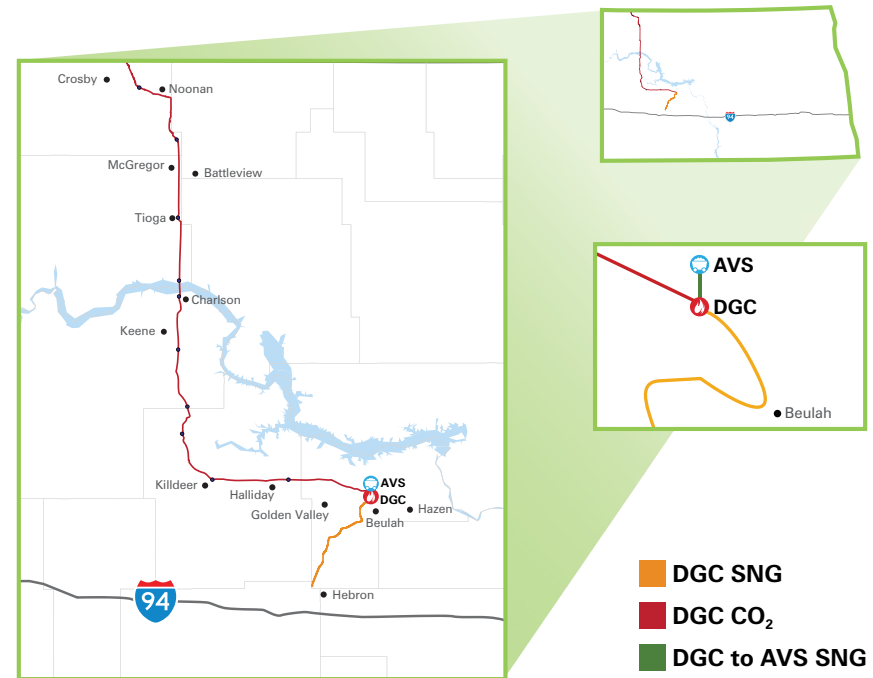 Crosby
Noonan
McGregor
Battleview
Tioga
Charlson
Keene
Killdeer
Halliday
Golden Valley
AVS
DGC
Beulah
Hazen
Hebron
94
94
AVS
DGC
Beulah
DGC SNG
DGC CO₂
DGC to AVS SNG